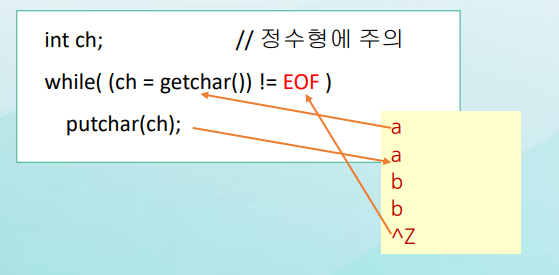 int ch; // 정수형에 주의
while( (ch = getchar()) != EOF )
putchar(ch);
a
a
b
b
^Z